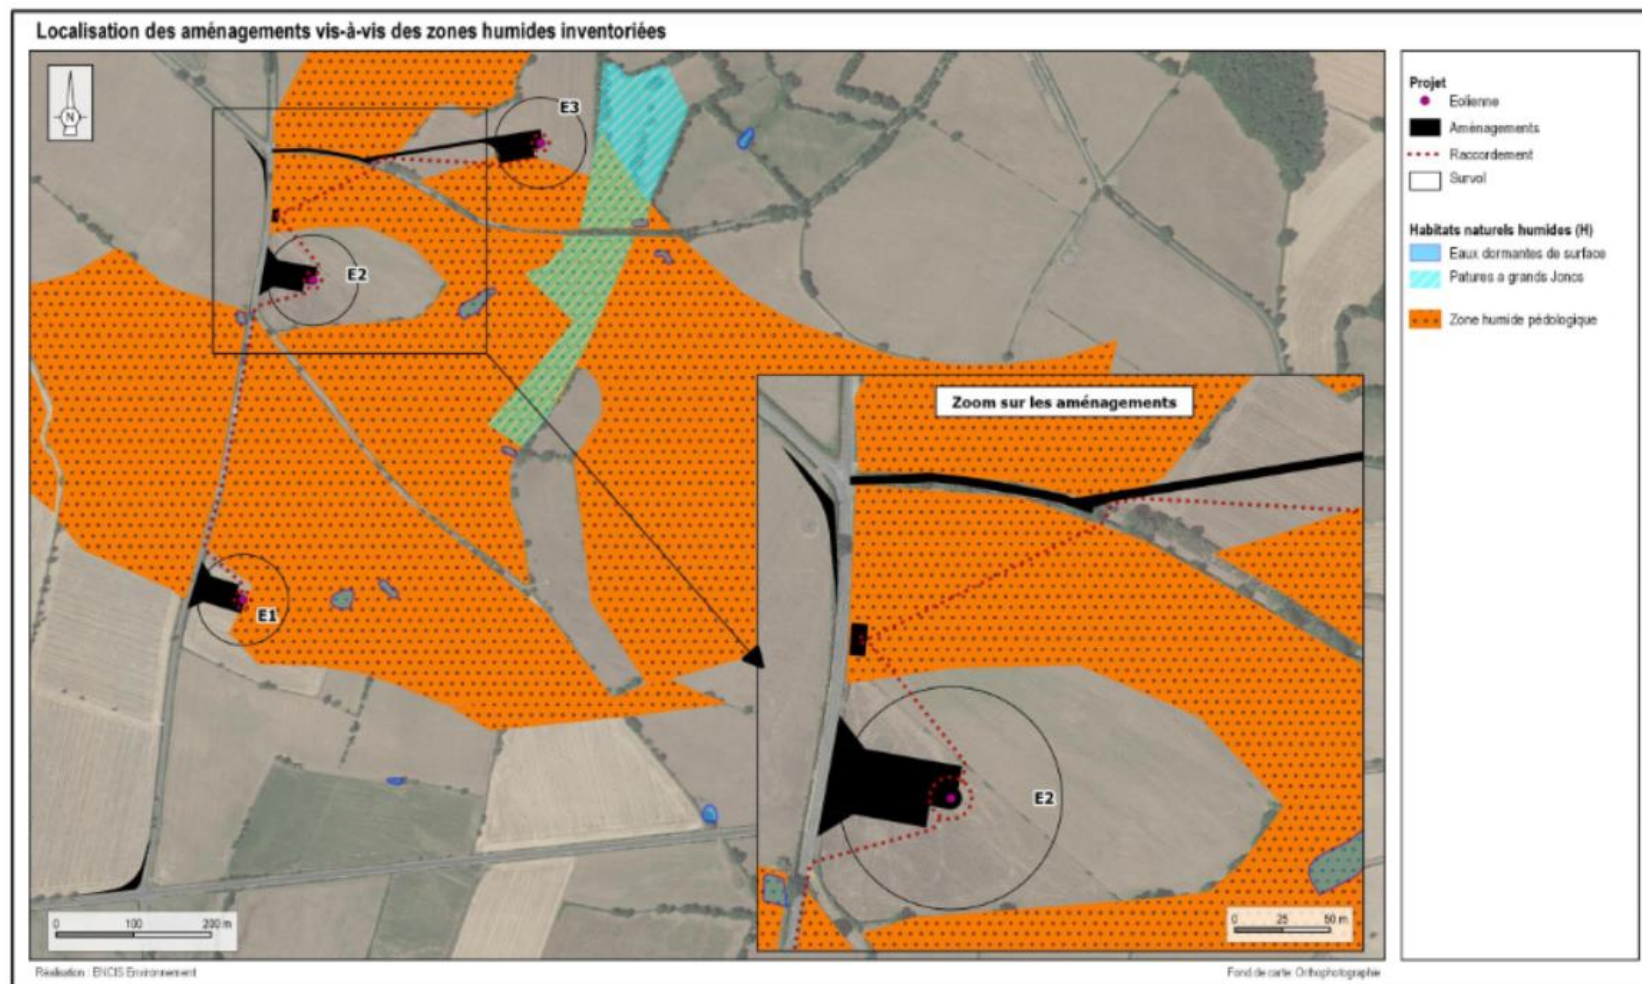 Localisation des aménagements vis-à-vis des zones humides inventoriées
N
E3
E2
E1
Zoom sur les aménagements
E2
0 100 200 m
0 25 50 m
Projet
Eolienne
Aménagements
Raccordement
Survol
Habitats naturels humides (H)
Eaux dormantes de surface
Patures a grands Joncs
Zone humide pédologique
Réalisation : ENCIS Environnement
Fond de carte: Orthophotographie